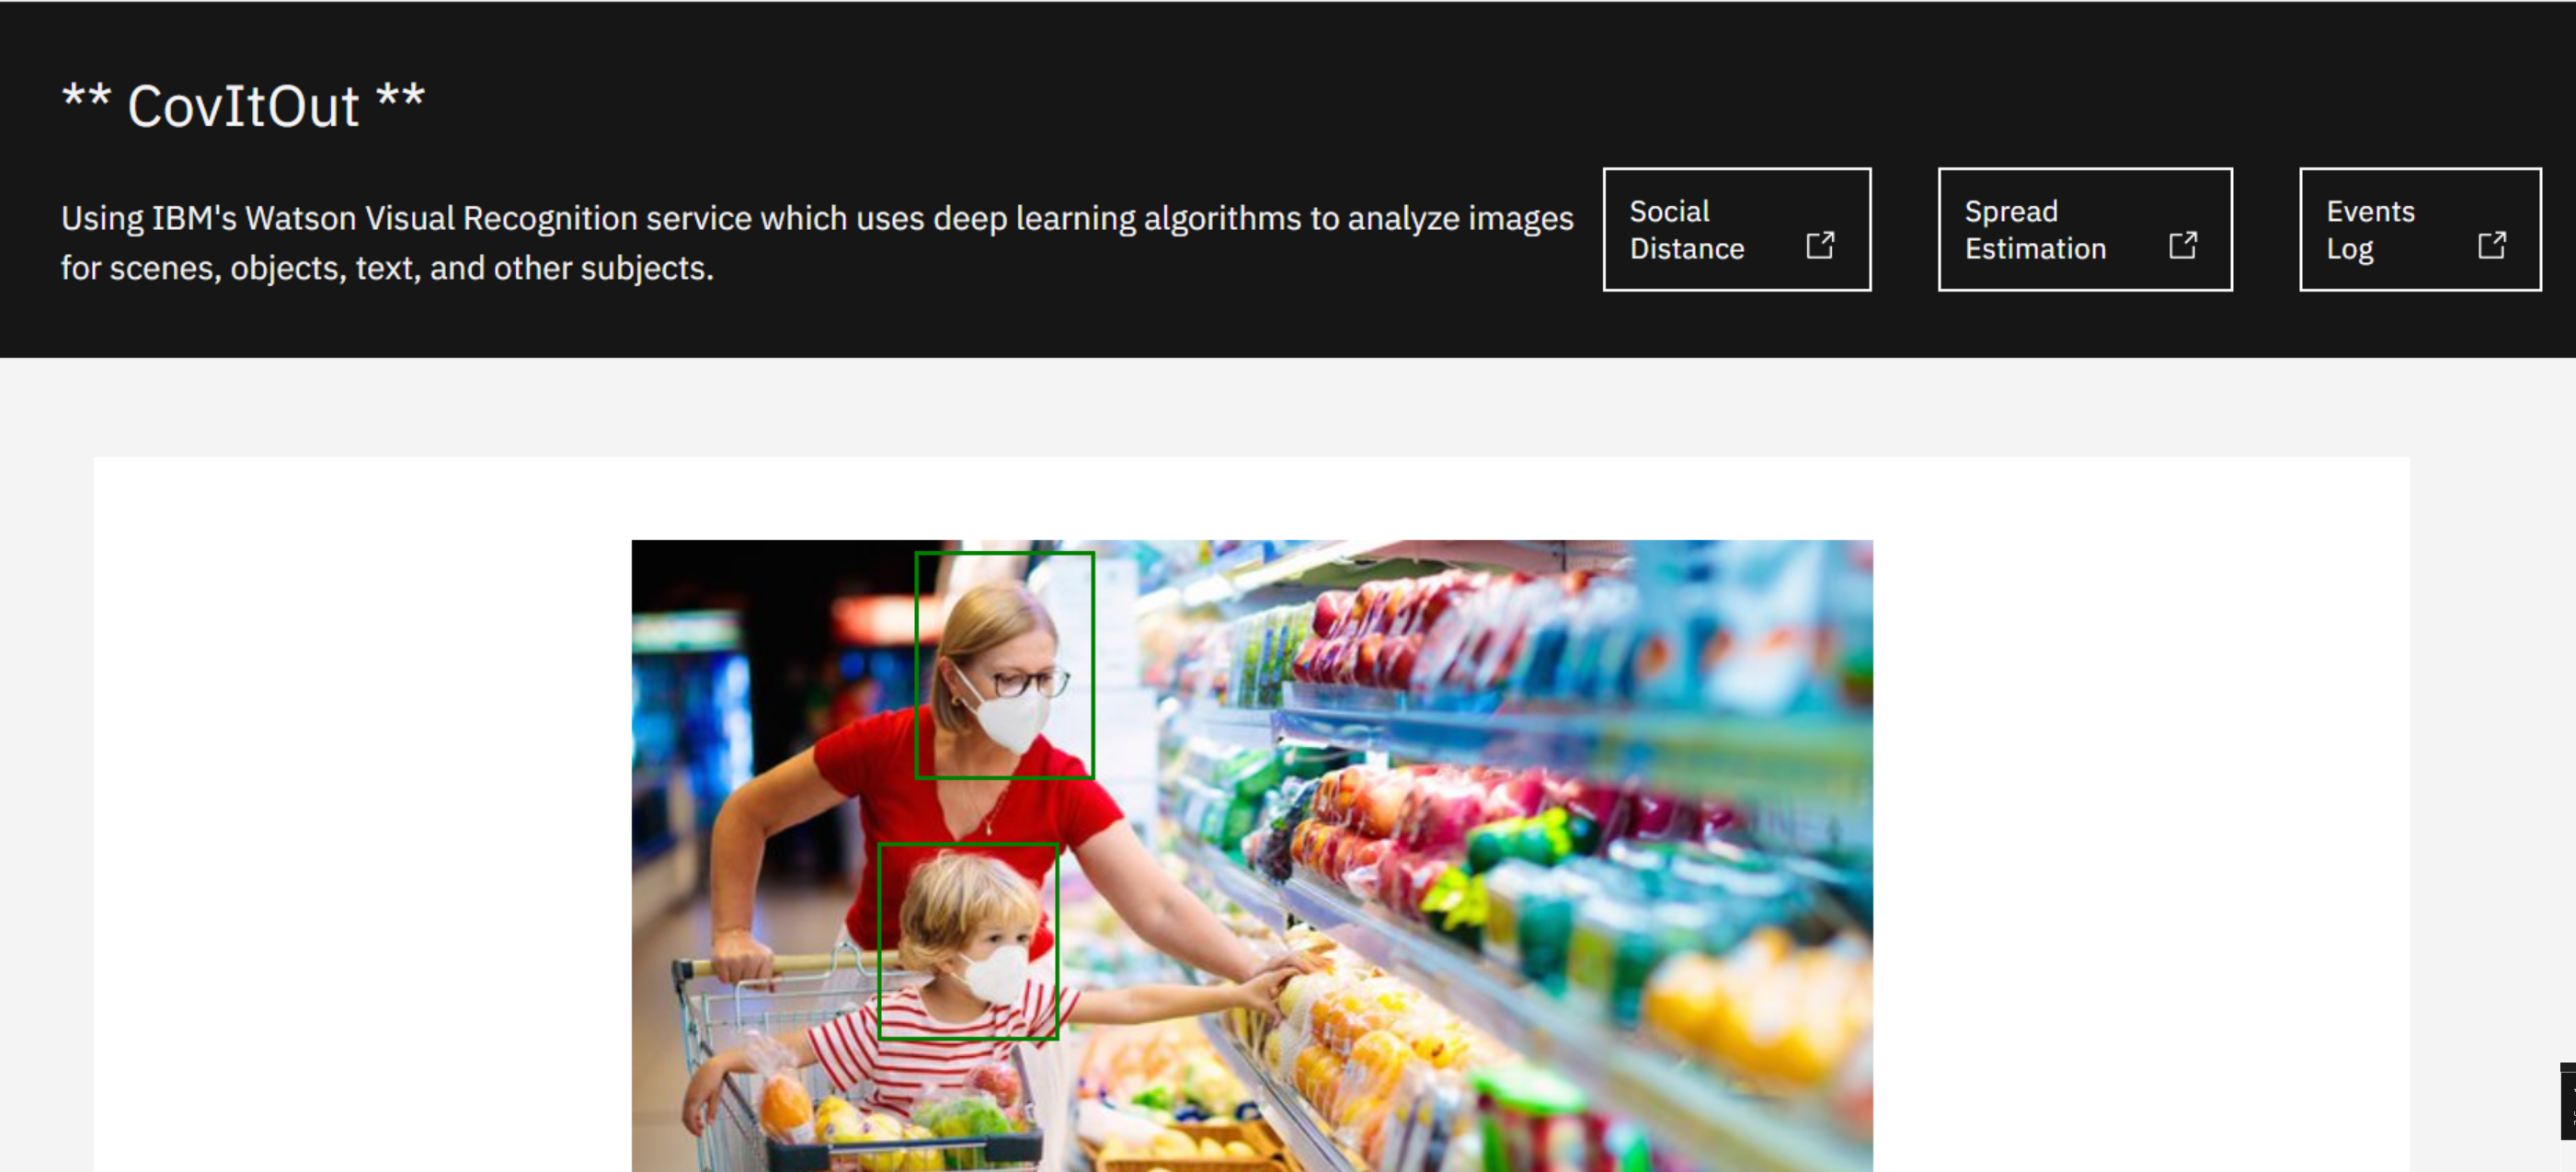 ** CovItOut **
Using IBM's Watson Visual Recognition service which uses deep learning algorithms to analyze images
for scenes, objects, text, and other subjects.
Social
Distance
Spread
Estimation
Events
Log